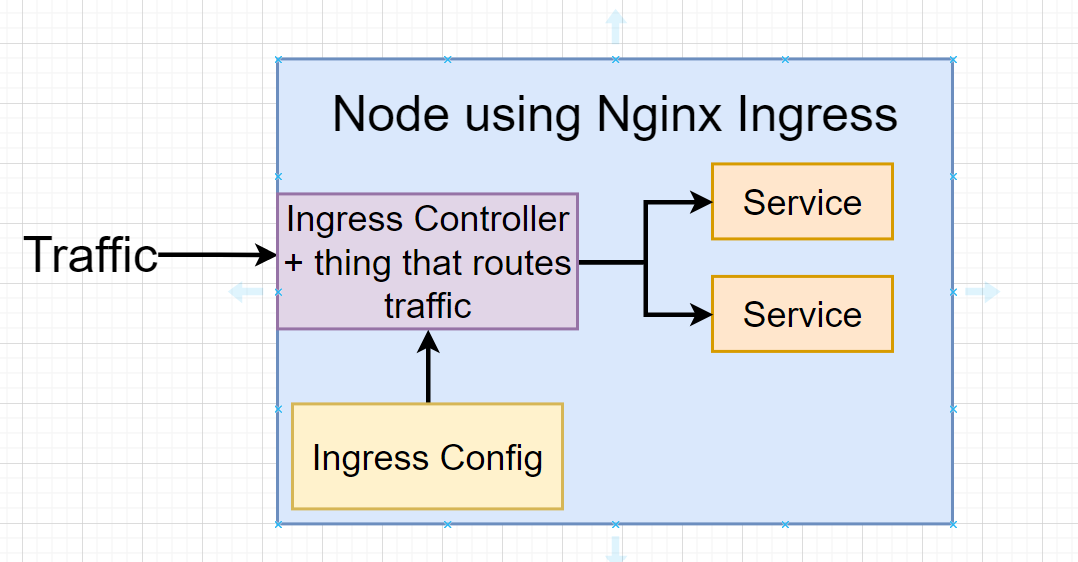 Node using Nginx Ingress
Traffic
Ingress Controller
+ thing that routes
traffic
Service
Service
Ingress Config